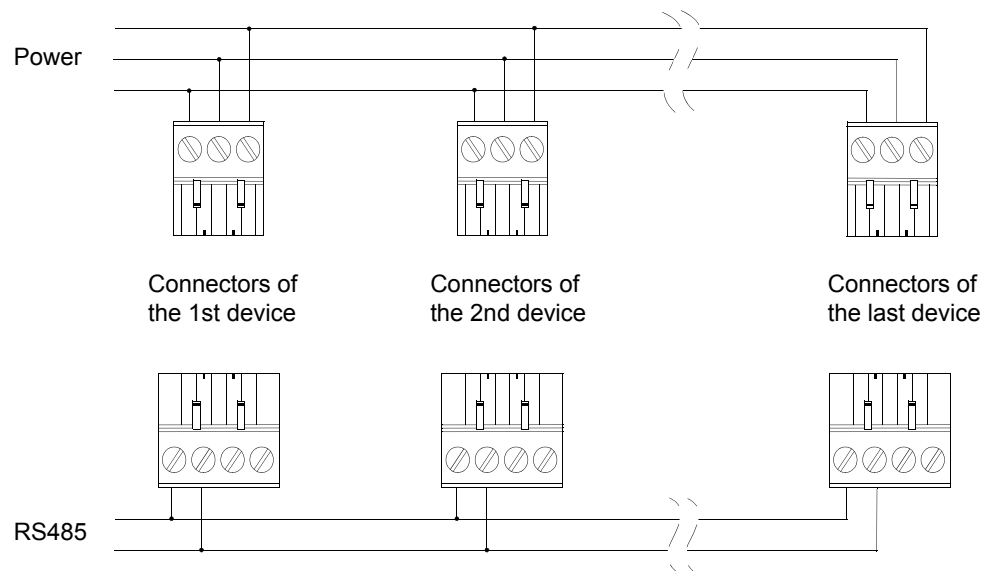 Power
Connectors of
the 1st device
Connectors of
the 2nd device
Connectors of
the last device
RS485